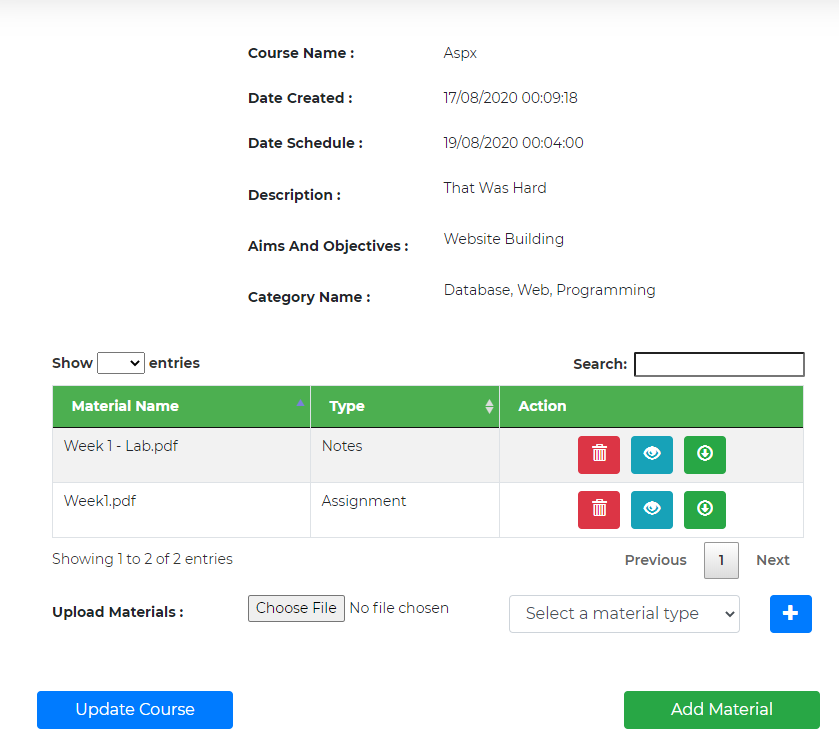 Course Name : Aspx
Date Created : 17/08/2020 00:09:18
Date Schedule : 19/08/2020 00:04:00
Description : That Was Hard
Aims And Objectives : Website Building
Category Name : Database, Web, Programming
Show entries Search:
Material Name Type Action
Week 1 - Lab.pdf Notes
Week1.pdf Assignment
Showing 1 to 2 of 2 entries Previous 1 Next
Upload Materials : Choose File No file chosen Select a material type
Update Course Add Material